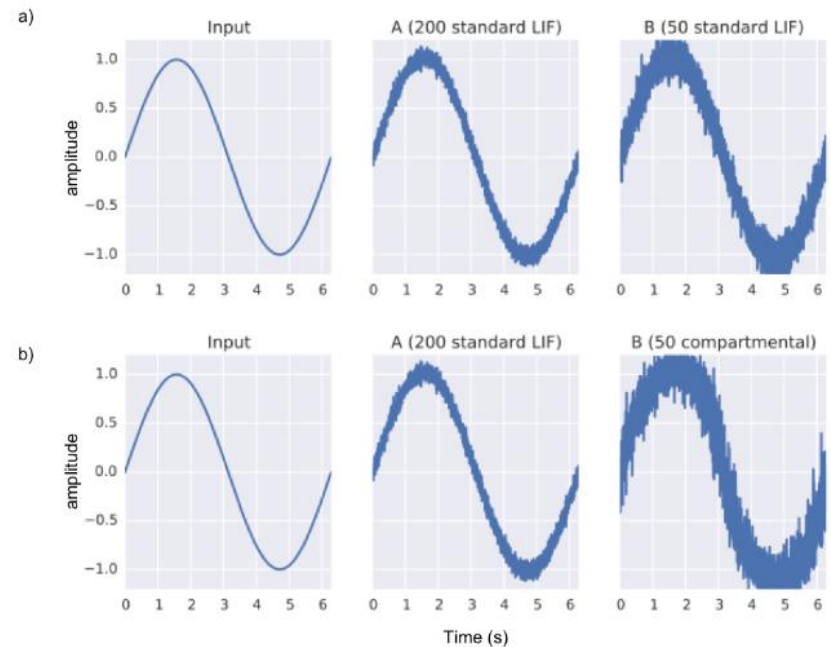 a)
Input
A (200 standard LIF)
B (50 standard LIF)
1.0
0.5
0.0
−0.5
−1.0
amplitude
0 1 2 3 4 5 6
0 1 2 3 4 5 6
0 1 2 3 4 5 6
b)
Input
A (200 standard LIF)
B (50 compartmental)
1.0
0.5
0.0
−0.5
−1.0
amplitude
0 1 2 3 4 5 6
0 1 2 3 4 5 6
0 1 2 3 4 5 6
Time (s)